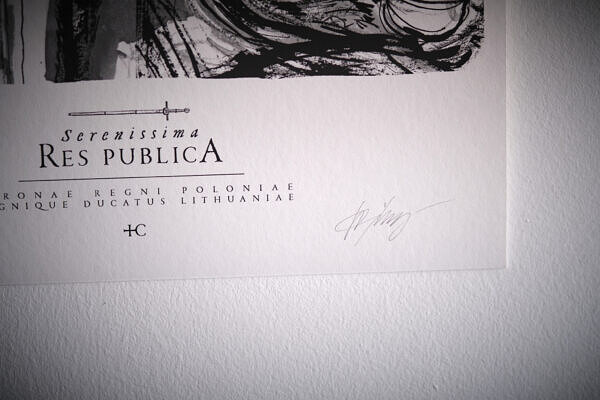 Serenissima
RES PUBLICA
RONAE REGNI POLONIAE
GNIQUE DUCATUS LITHUANIAE
+C